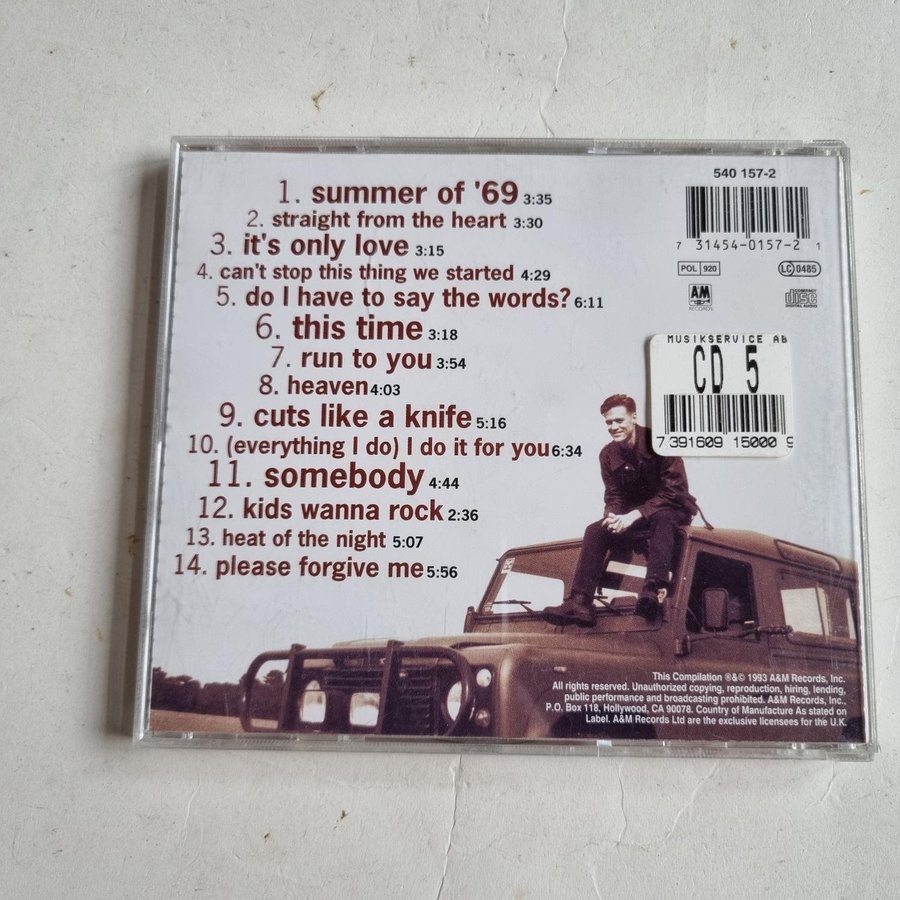 1. summer of '69 3:35
2. straight from the heart 3:30
3. it's only love 3:15
4. can't stop this thing we started 4:29
5. do I have to say the words? 6:11
6. this time 3:18
7. run to you 3:54
8. heaven 4:03
9. cuts like a knife 5:16
10. (everything I do) I do it for you 6:34
11. somebody 4:44
12. kids wanna rock 2:36
13. heat of the night 5:07
14. please forgive me 5:56
540 157-2
7 31454-0157-2 1
POL 920
LC 0485
AM
RECORDS
COMPACT
disc
DIGITAL AUDIO
MUSIKSERVICE AB
CD 5
7 391609 15000 9
This Compilation ℗&© 1993 A&M Records, Inc.
All rights reserved. Unauthorized copying, reproduction, hiring, lending,
public performance and broadcasting prohibited. A&M Records, Inc.,
P.O. Box 118, Hollywood, CA 90078. Country of Manufacture As stated on
Label. A&M Records Ltd are the exclusive licensees for the U.K.